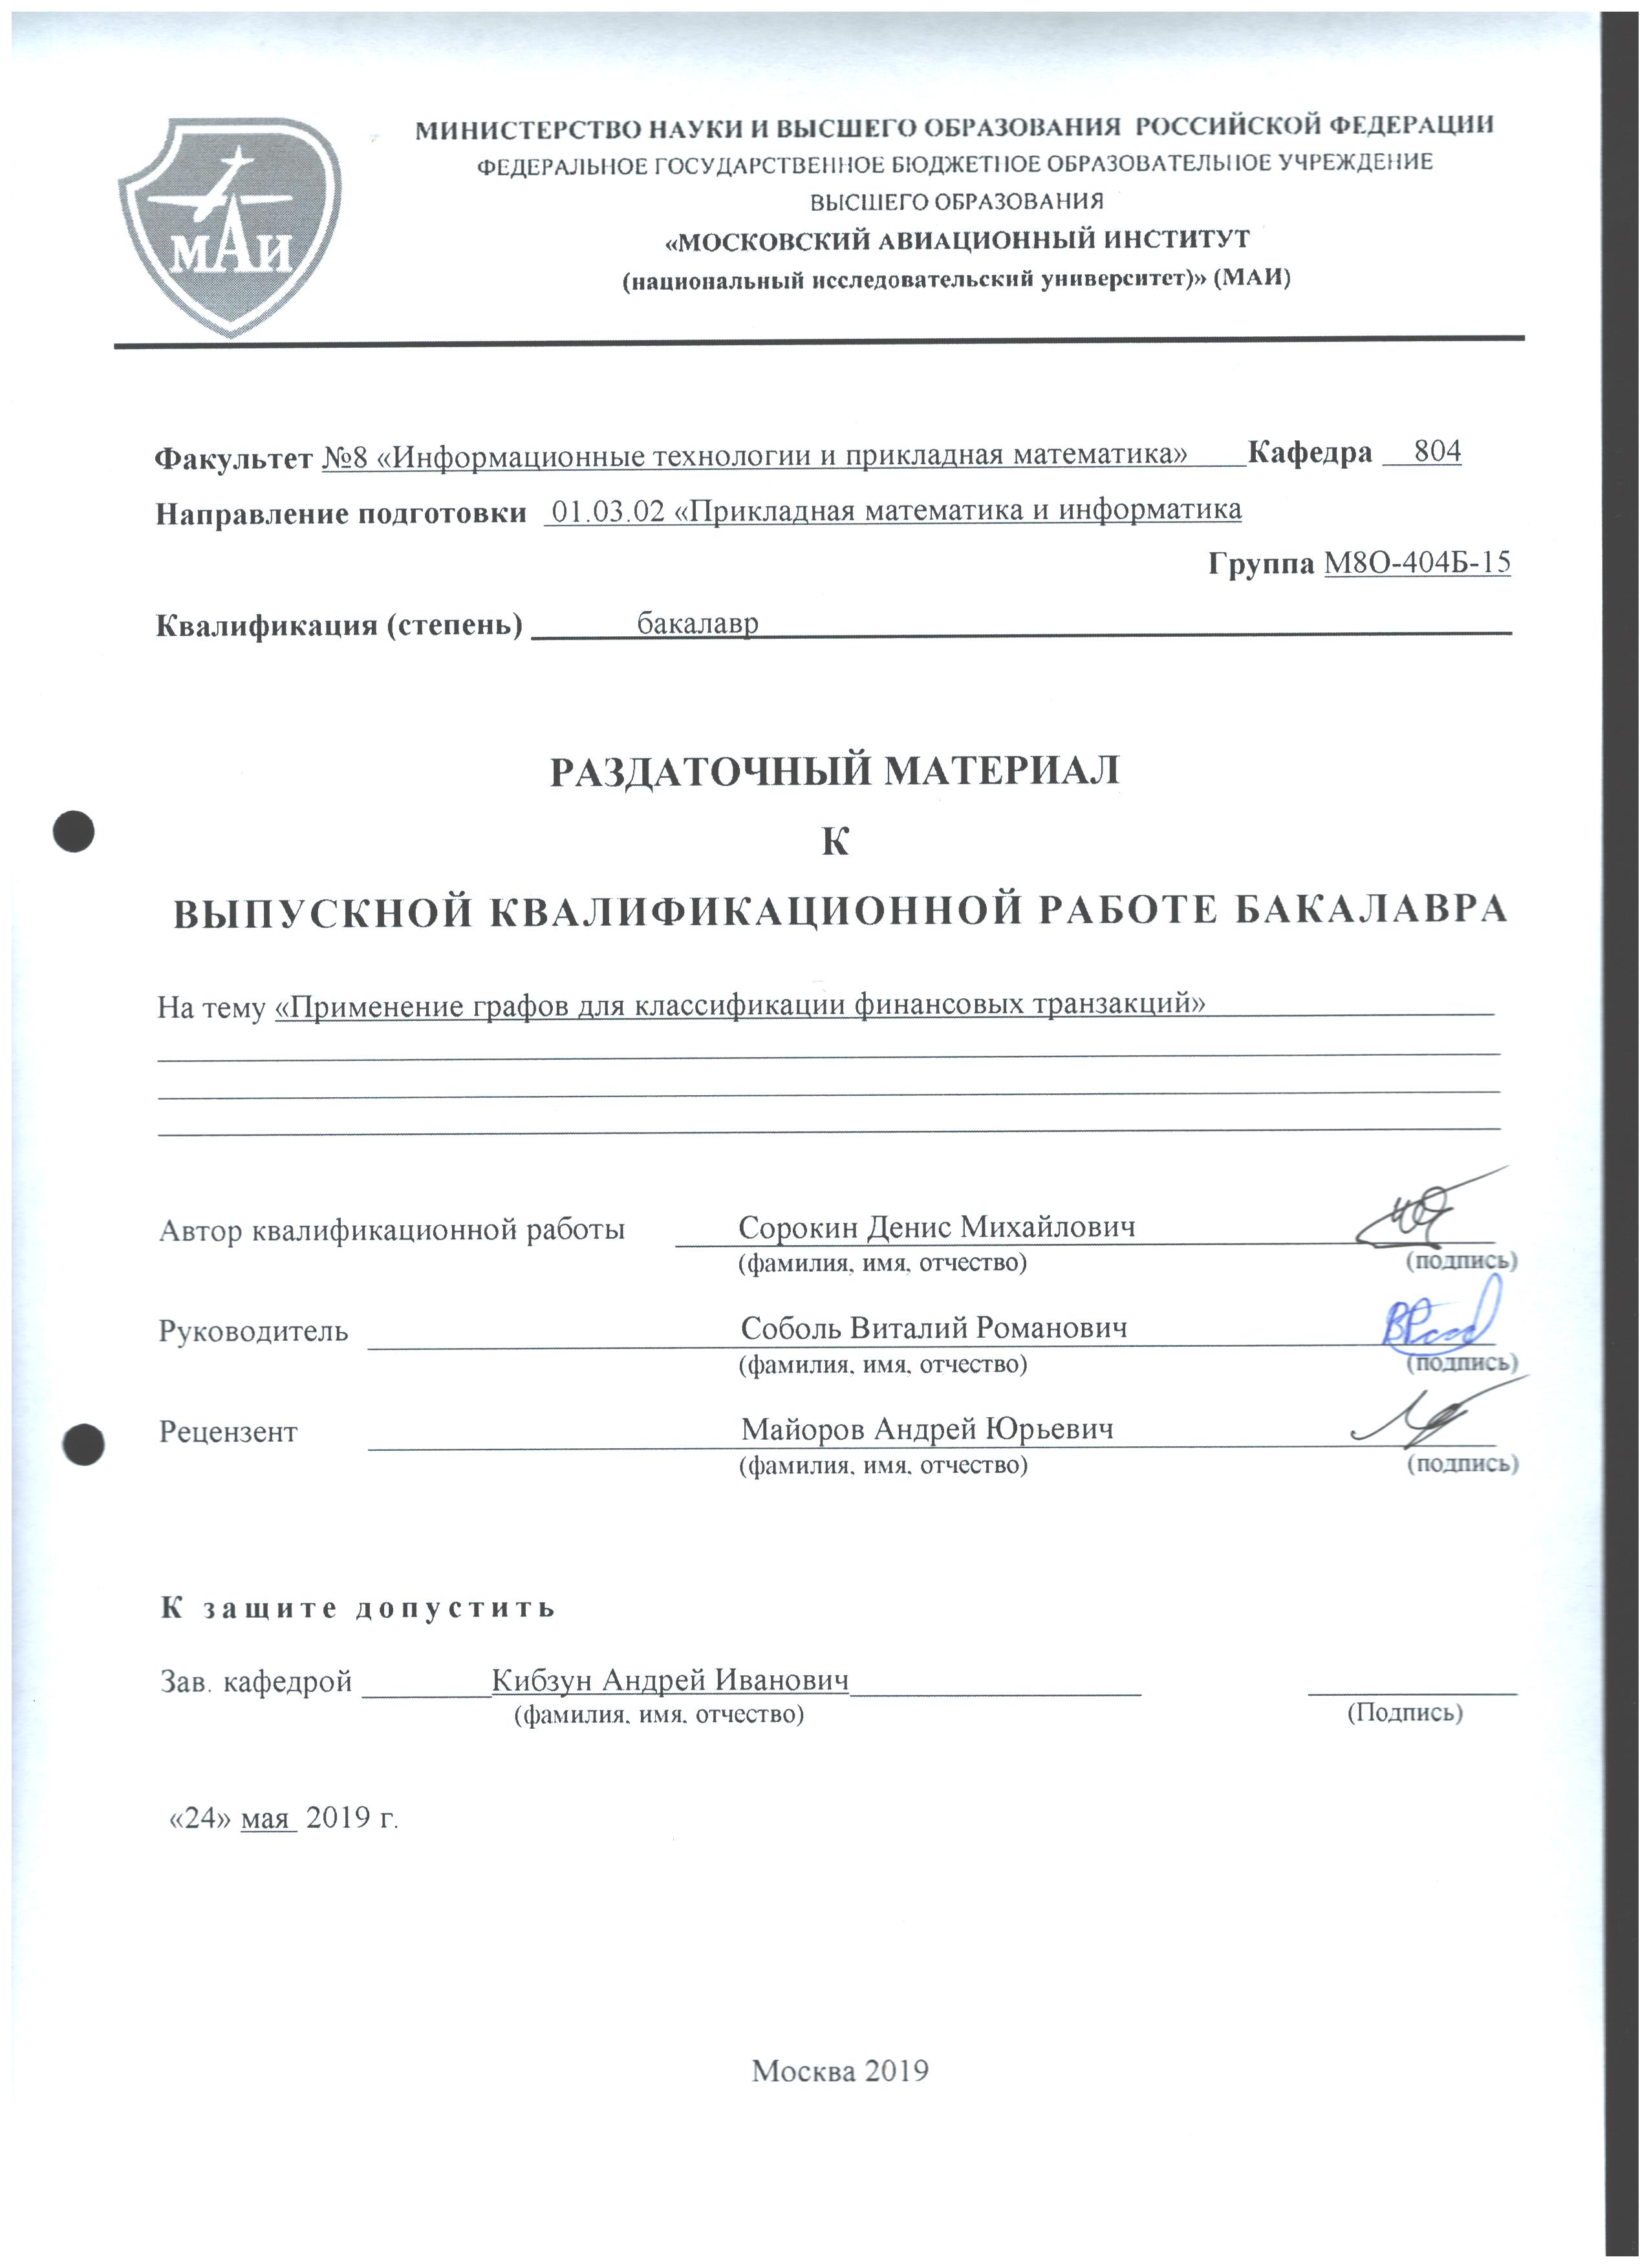 МИНИСТЕРСТВО НАУКИ И ВЫСШЕГО ОБРАЗОВАНИЯ РОССИЙСКОЙ ФЕДЕРАЦИИ
ФЕДЕРАЛЬНОЕ ГОСУДАРСТВЕННОЕ БЮДЖЕТНОЕ ОБРАЗОВАТЕЛЬНОЕ УЧРЕЖДЕНИЕ
ВЫСШЕГО ОБРАЗОВАНИЯ
«МОСКОВСКИЙ АВИАЦИОННЫЙ ИНСТИТУТ
(национальный исследовательский университет)» (МАИ)
МАИ
Факультет №8 «Информационные технологии и прикладная математика» Кафедра 804
Направление подготовки 01.03.02 «Прикладная математика и информатика
Группа М8О-404Б-15
Квалификация (степень) бакалавр
РАЗДАТОЧНЫЙ МАТЕРИАЛ
К
ВЫПУСКНОЙ КВАЛИФИКАЦИОННОЙ РАБОТЕ БАКАЛАВРА
На тему «Применение графов для классификации финансовых транзакций»
Автор квалификационной работы Сорокин Денис Михайлович
(фамилия, имя, отчество) (подпись)
Руководитель Соболь Виталий Романович
(фамилия, имя, отчество) (подпись)
Рецензент Майоров Андрей Юрьевич
(фамилия, имя, отчество) (подпись)
К защите допустить
Зав. кафедрой Кибзун Андрей Иванович
(фамилия, имя, отчество) (Подпись)
«24» мая 2019 г.
Москва 2019